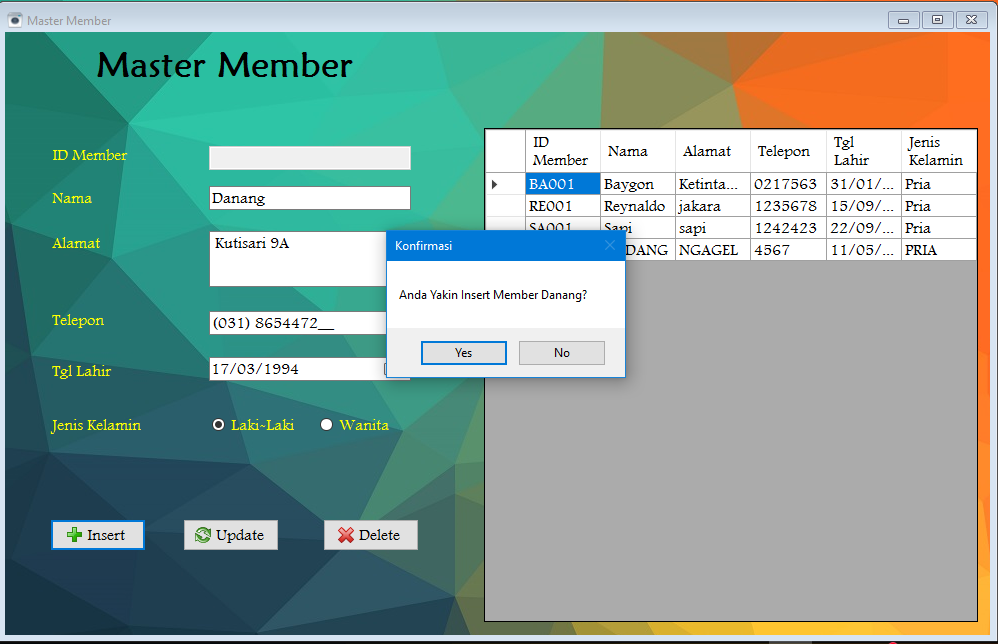 Master Member
Master Member
ID Member
Nama
Danang
Alamat
Kutisari 9A
Telepon
(031) 8654472__
Tgl Lahir
17/03/1994
Jenis Kelamin
Laki-Laki
Wanita
Insert
Update
Delete
ID Member Nama Alamat Telepon Tgl Lahir Jenis Kelamin
BA001 Baygon Ketinta... 0217563 31/01/... Pria
RE001 Reynaldo jakara 1235678 15/09/... Pria
SA001 Sapi sapi 1242423 22/09/... Pria
DANG NGAGEL 4567 11/05/... PRIA
Konfirmasi
Anda Yakin Insert Member Danang?
Yes
No